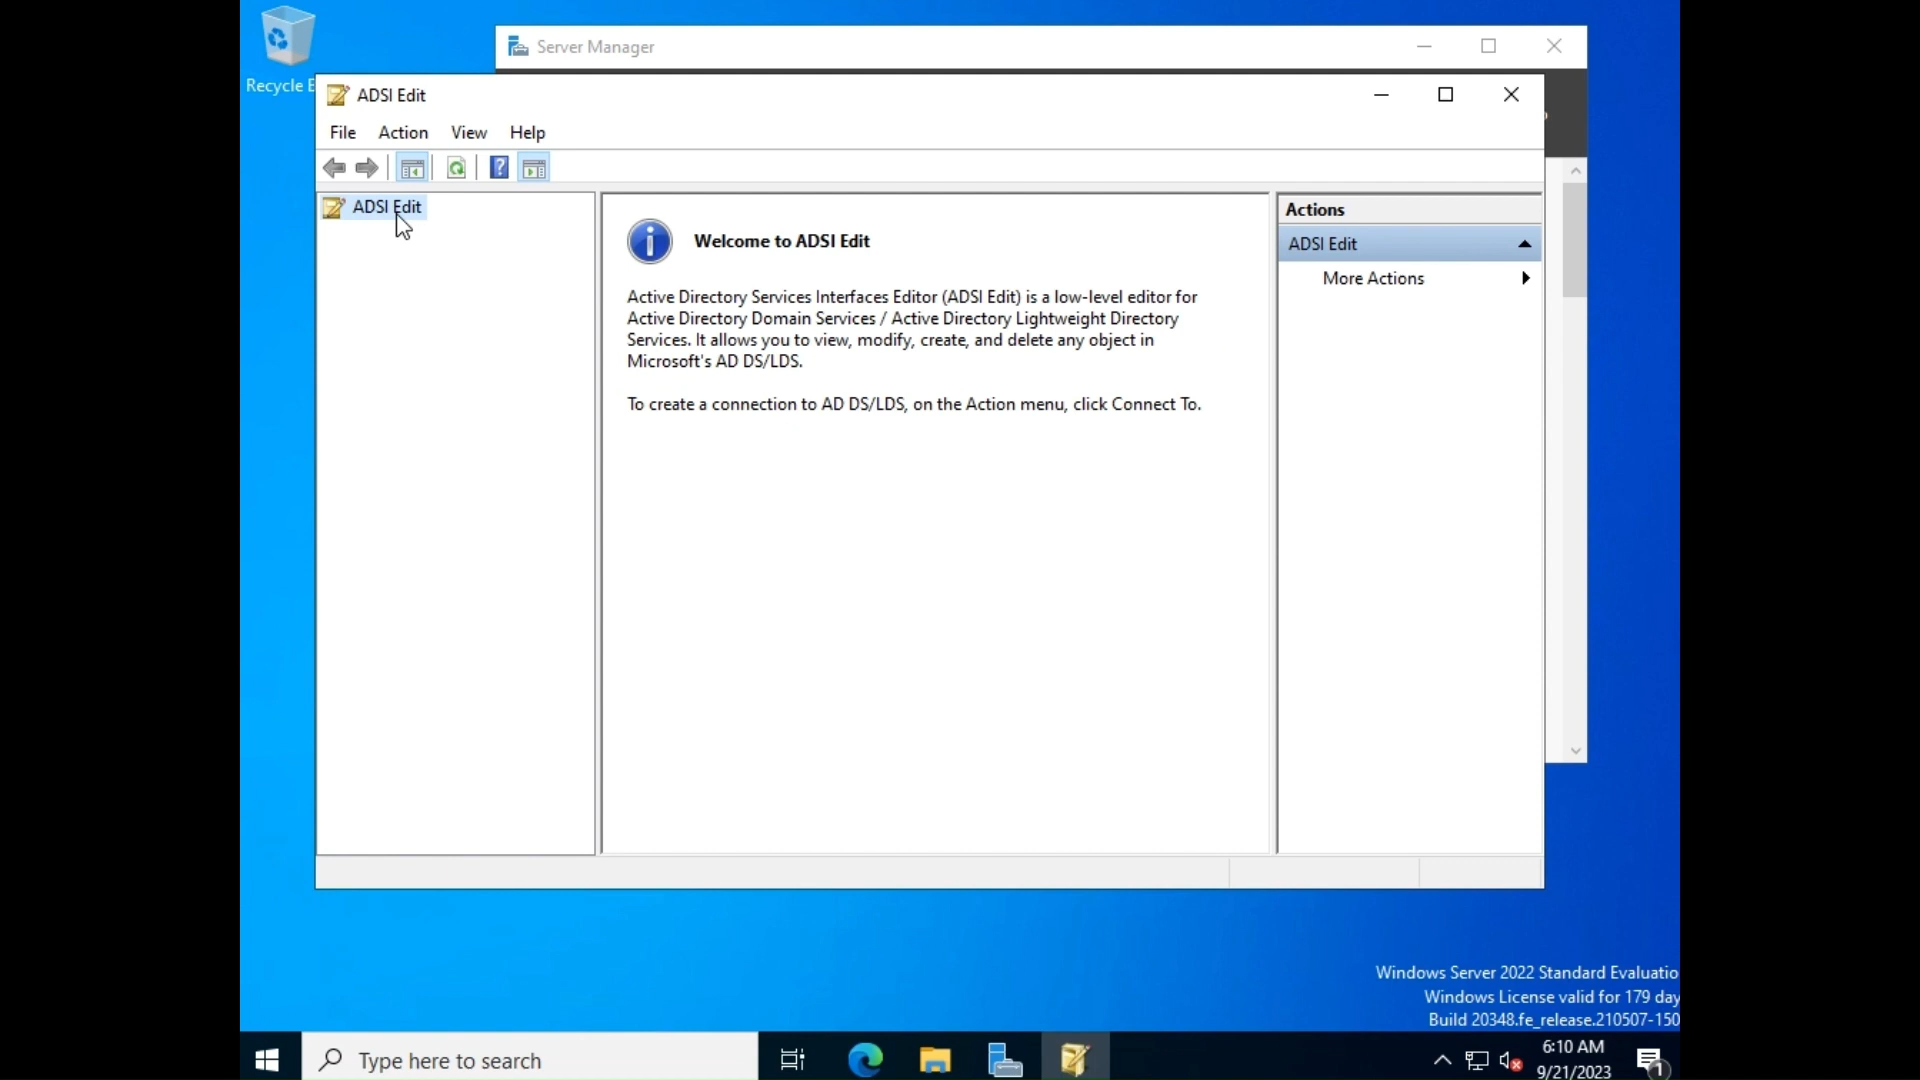 Server Manager
Recycle B
ADSI Edit
File Action View Help
ADSI Edit
Welcome to ADSI Edit
Active Directory Services Interfaces Editor (ADSI Edit) is a low-level editor for
Active Directory Domain Services / Active Directory Lightweight Directory
Services. It allows you to view, modify, create, and delete any object in
Microsoft's AD DS/LDS.
To create a connection to AD DS/LDS, on the Action menu, click Connect To.
Actions
ADSI Edit
More Actions
Windows Server 2022 Standard Evaluatio
Windows License valid for 179 day
Build 20348.fe_release.210507-150
Type here to search
6:10 AM
9/21/2023
1